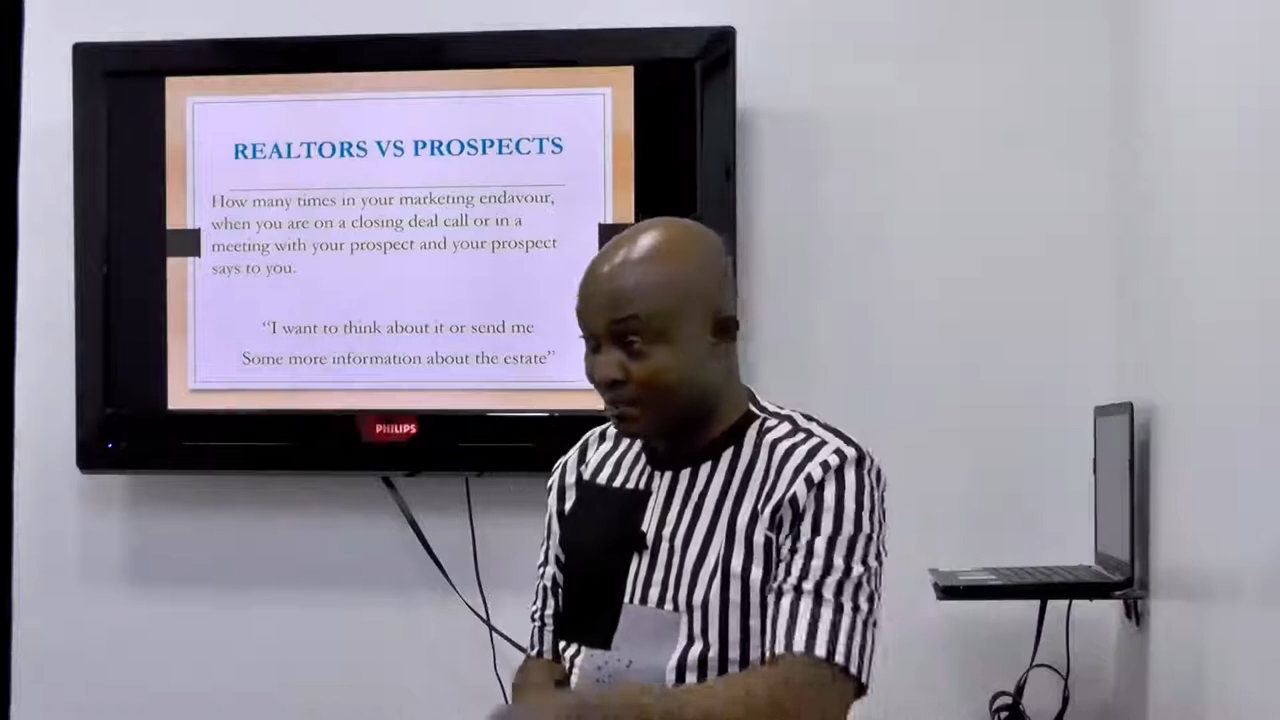 REALTORS VS PROSPECTS
How many times in your marketing endavour,
when you are on a closing deal call or in a
meeting with your prospect and your prospect
says to you.
“I want to think about it or send me
Some more information about the estate”
PHILIPS